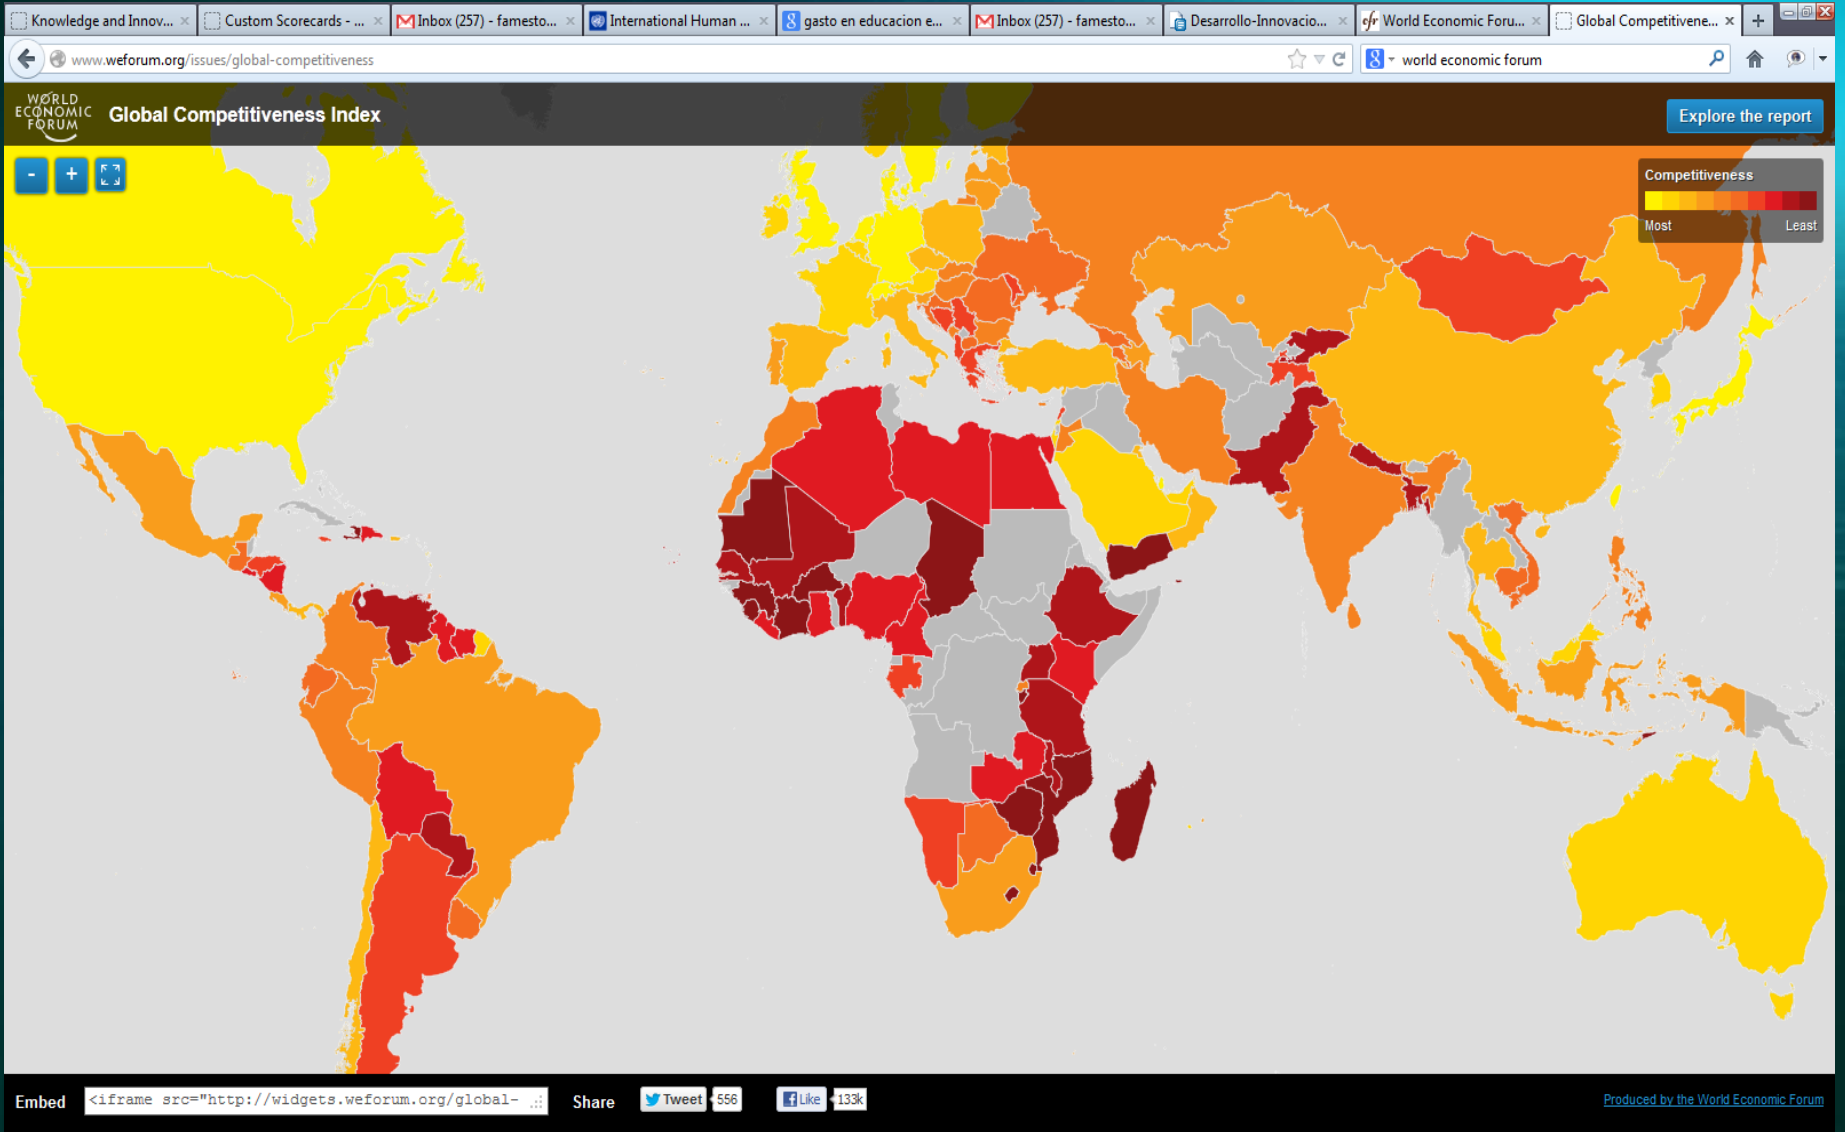 Knowledge and Innov...
Custom Scorecards - ...
Inbox (257) - famesto...
International Human ...
gasto en educacion e...
Inbox (257) - famesto...
Desarrollo-Innovacio...
cfr World Economic Foru...
Global Competitivene...
www.weforum.org/issues/global-competitiveness
world economic forum
WORLD
ECONOMIC
FORUM
Global Competitiveness Index
Explore the report
- +
Competitiveness
Most Least
Embed
<iframe src="http://widgets.weforum.org/global-
Share
Tweet 556
Like 133k
Produced by the World Economic Forum